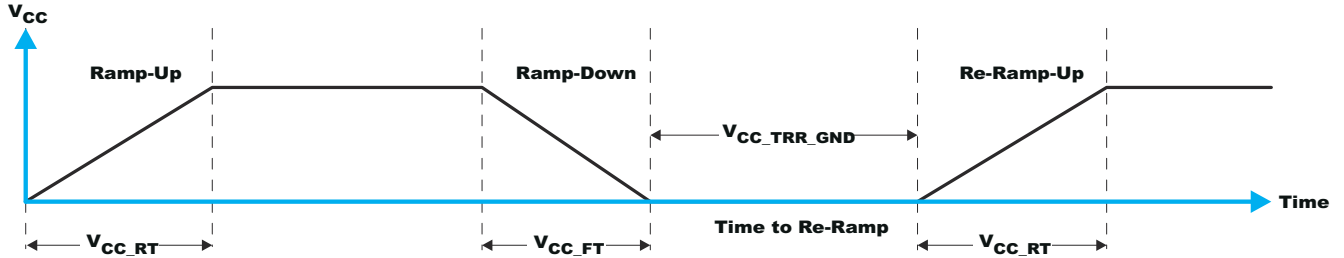 VCC
Ramp-Up
Ramp-Down
Re-Ramp-Up
VCC_TRR_GND
Time
Time to Re-Ramp
VCC_RT
VCC_FT
VCC_RT